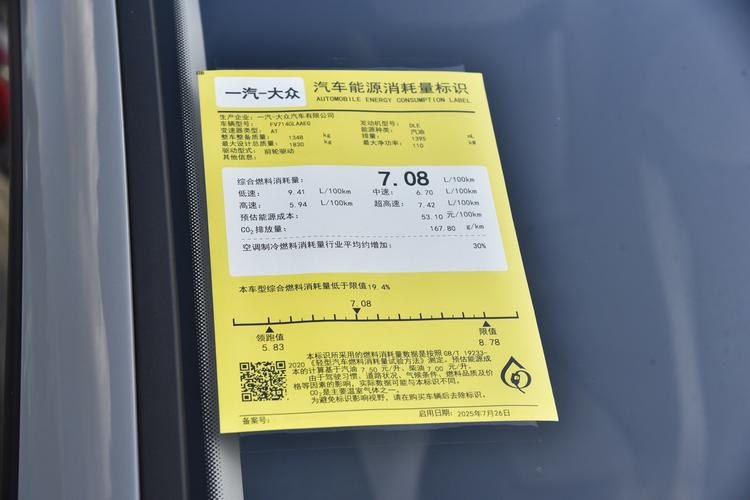 一汽-大众
汽车能源消耗量标识
AUTOMOBILE ENERGY CONSUMPTION LABEL
生产企业：一汽-大众汽车有限公司
车辆型号： FV7140LAAEG 发动机型号： DLE
变速器类型： AT 能源种类： 汽油
整车整备质量： 1348 kg 排量： 1395 mL
最大设计总质量： 1830 kg 最大净功率： 110 kW
驱动型式： 前轮驱动
其他信息：
综合燃料消耗量： 7.08 L/100km
低速： 9.41 L/100km 中速： 6.70 L/100km
高速： 5.94 L/100km 超高速： 7.42 L/100km
预估能源成本： 53.10 元/100km
CO₂排放量： 167.80 g/km
空调制冷燃料消耗量行业平均约增加： 30%
本车型综合燃料消耗量低于限值19.4%
7.08
领跑值 限值
5.83 8.78
本标识所采用的燃料消耗量数据是按照 GB/T 19233-
2020 《轻型汽车燃料消耗量试验方法》测定。预估能源成
本的计算基于汽油 7.50 元/升，柴油 7.00 元/升。
由于驾驶习惯、道路状况、气候条件、燃料品质及价
格等因素的影响，实际数据可能与本标识不同。
CO₂是主要温室气体之一。
为避免标识影响视野，请在购买车辆后去除标识。
备案号： 启用日期：2025年7月26日